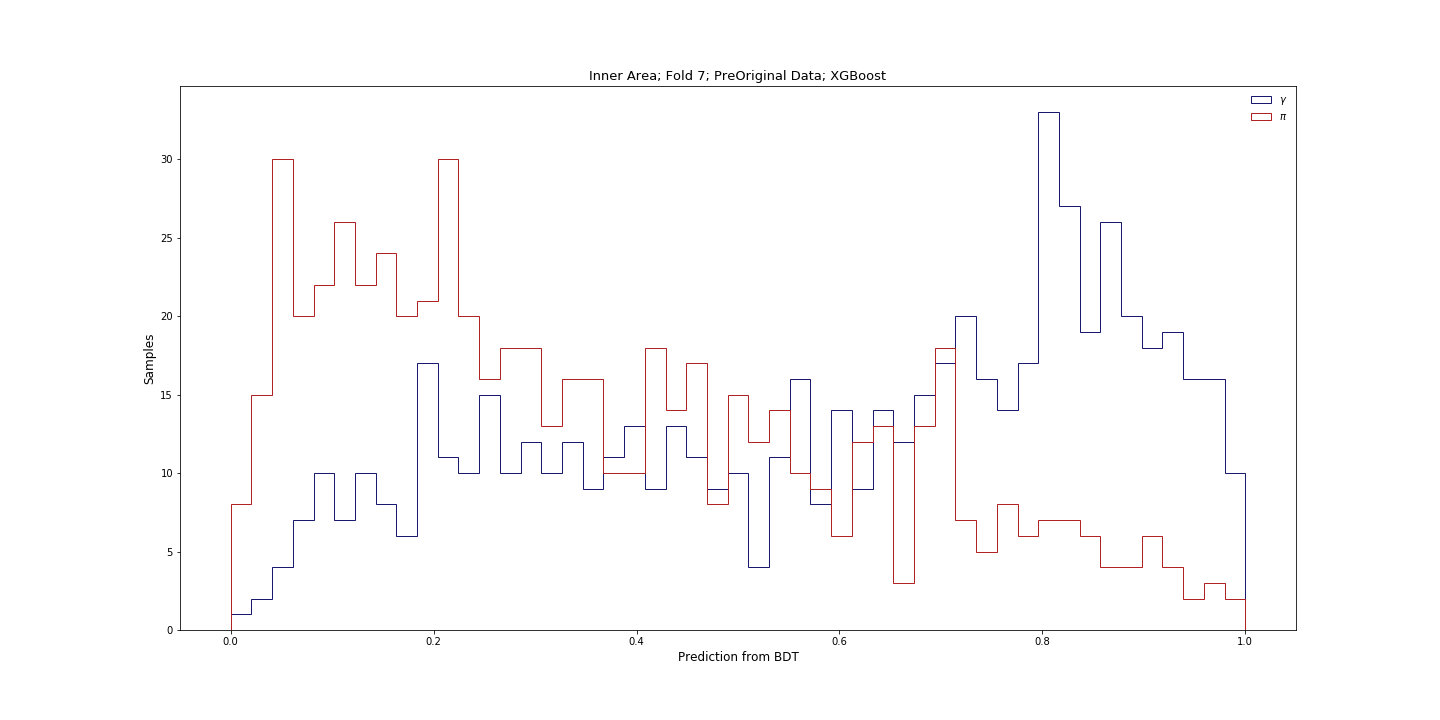 Inner Area; Fold 7; PreOriginal Data; XGBoost
γ
π
30
25
20
15
10
5
0
Samples
0.0 0.2 0.4 0.6 0.8 1.0
Prediction from BDT